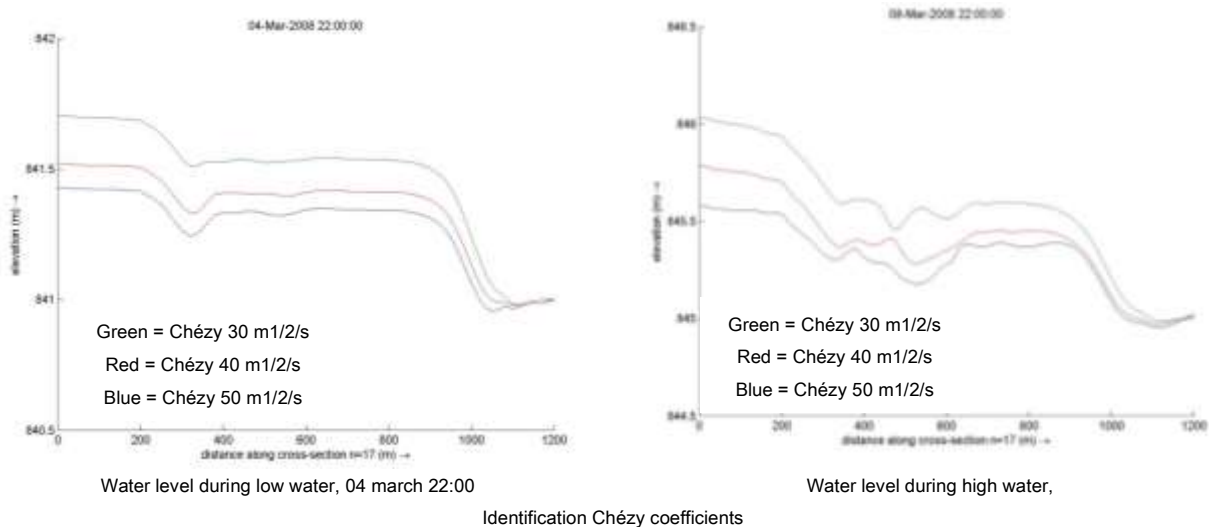 04-Mar-2008 22:00:00
842
841.5
841
840.5
elevation (m) →
0 200 400 600 800 1000 1200
distance along cross-section n=17 (m) →
Green = Chézy 30 m1/2/s
Red = Chézy 40 m1/2/s
Blue = Chézy 50 m1/2/s
Water level during low water, 04 march 22:00
22:00:00
846.5
846
845.5
845
844.5
elevation (m) →
0 200 400 600 800 1000 1200
distance along cross-section n=17 (m) →
Green = Chézy 30 m1/2/s
Red = Chézy 40 m1/2/s
Blue = Chézy 50 m1/2/s
Water level during high water,
Identification Chézy coefficients